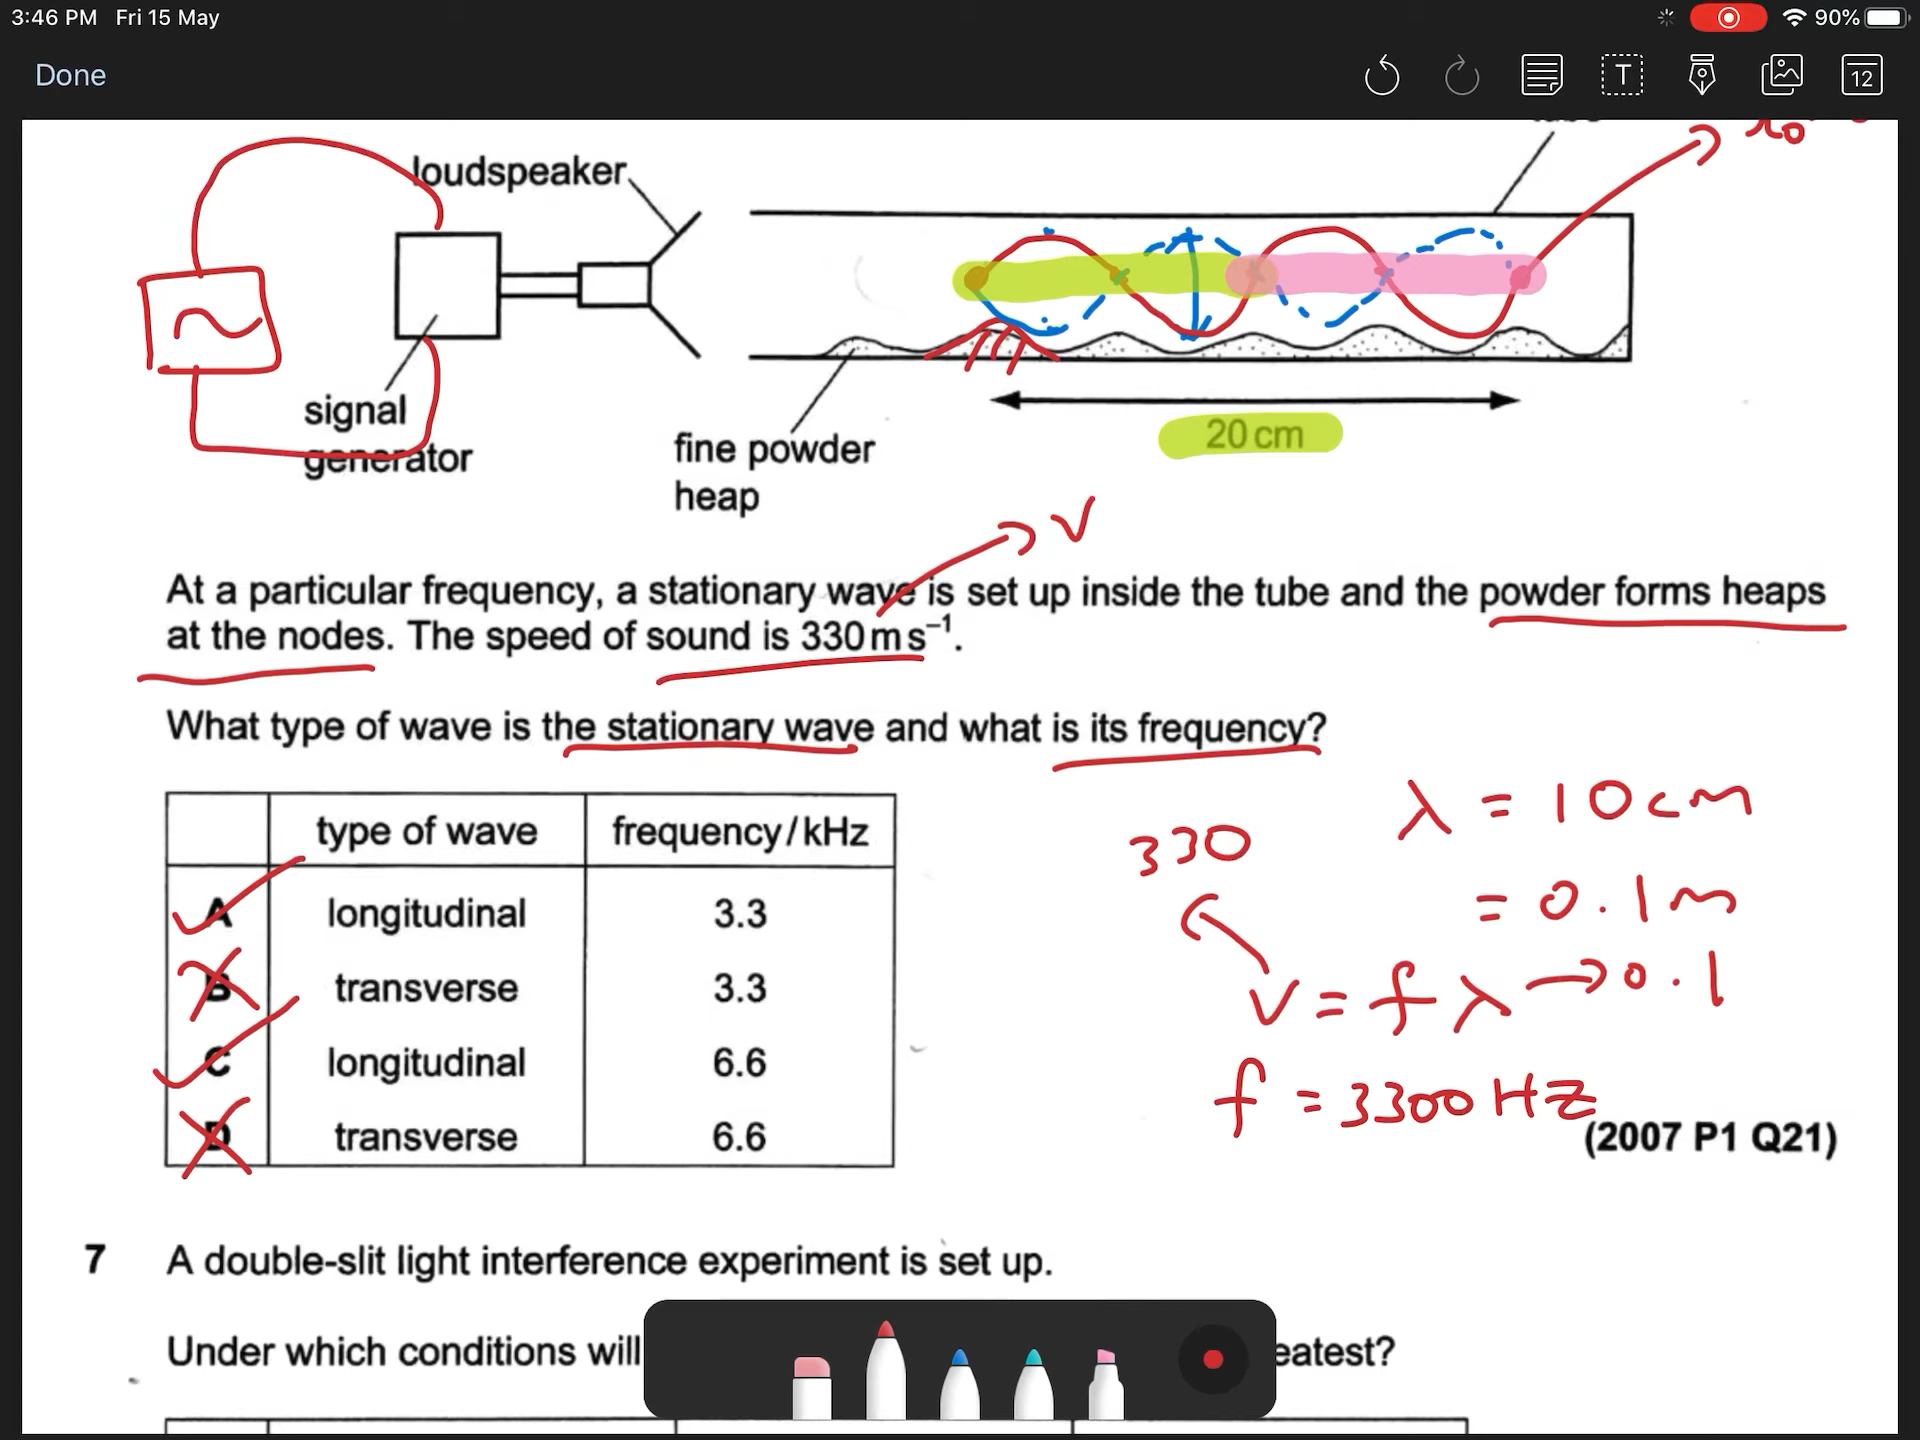 3:46 PM Fri 15 May
90%
Done
T
12
loudspeaker
signal
generator
fine powder
heap
20 cm
v
At a particular frequency, a stationary wave is set up inside the tube and the powder forms heaps
at the nodes. The speed of sound is 330 m s⁻¹.
What type of wave is the stationary wave and what is its frequency?
type of wave frequency / kHz
A longitudinal 3.3
B transverse 3.3
C longitudinal 6.6
D transverse 6.6
λ = 10 cm
= 0.1 m
330
v = f λ → 0.1
f = 3300 Hz
(2007 P1 Q21)
7 A double-slit light interference experiment is set up.
Under which conditions will
eatest?